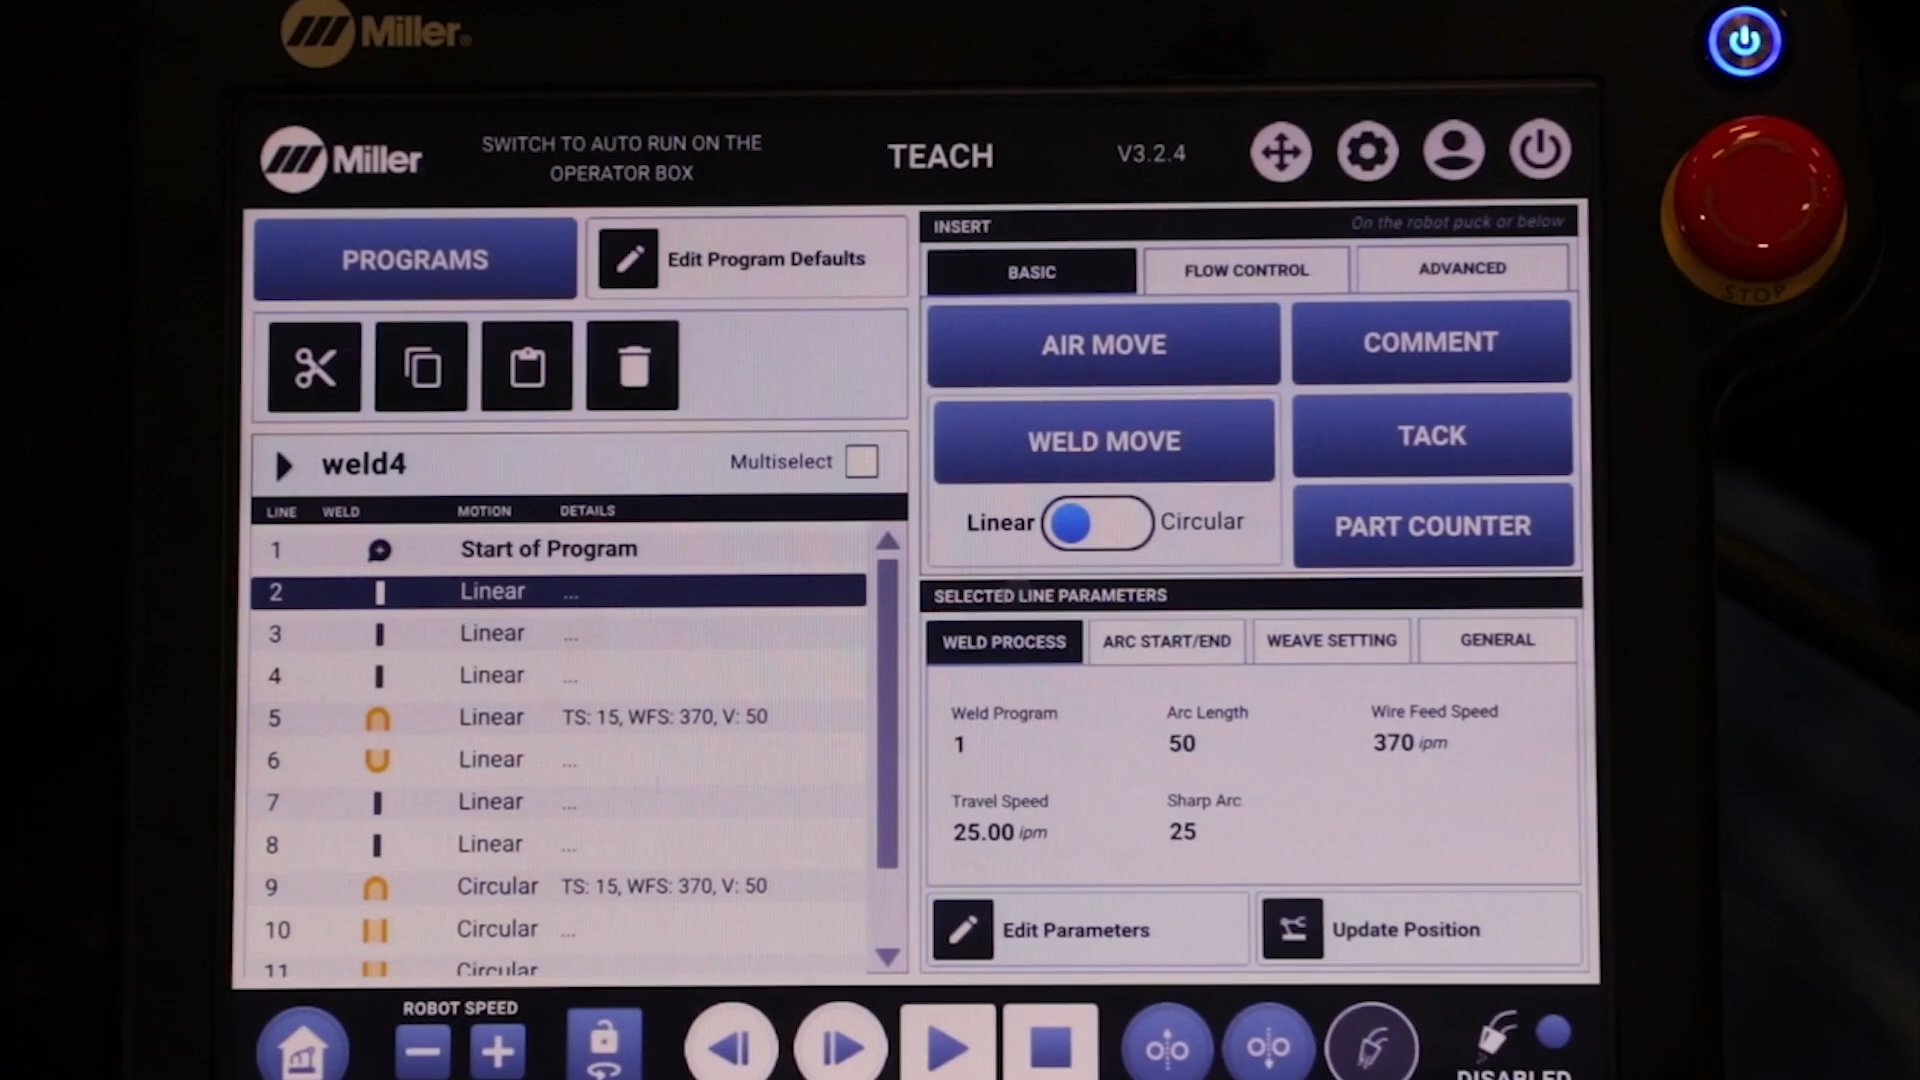 Miller®
Miller
SWITCH TO AUTO RUN ON THE
OPERATOR BOX
TEACH
V3.2.4
STOP
PROGRAMS
Edit Program Defaults
weld4
Multiselect
LINE WELD MOTION DETAILS
1 Start of Program
2 Linear ...
3 Linear ...
4 Linear ...
5 Linear TS: 15, WFS: 370, V: 50
6 Linear ...
7 Linear ...
8 Linear ...
9 Circular TS: 15, WFS: 370, V: 50
10 Circular ...
11 Circular
INSERT
On the robot puck or below
BASIC FLOW CONTROL ADVANCED
AIR MOVE COMMENT
WELD MOVE TACK
Linear Circular
PART COUNTER
SELECTED LINE PARAMETERS
WELD PROCESS ARC START/END WEAVE SETTING GENERAL
Weld Program Arc Length Wire Feed Speed
1 50 370 ipm
Travel Speed Sharp Arc
25.00 ipm 25
Edit Parameters Update Position
ROBOT SPEED
DISABLED